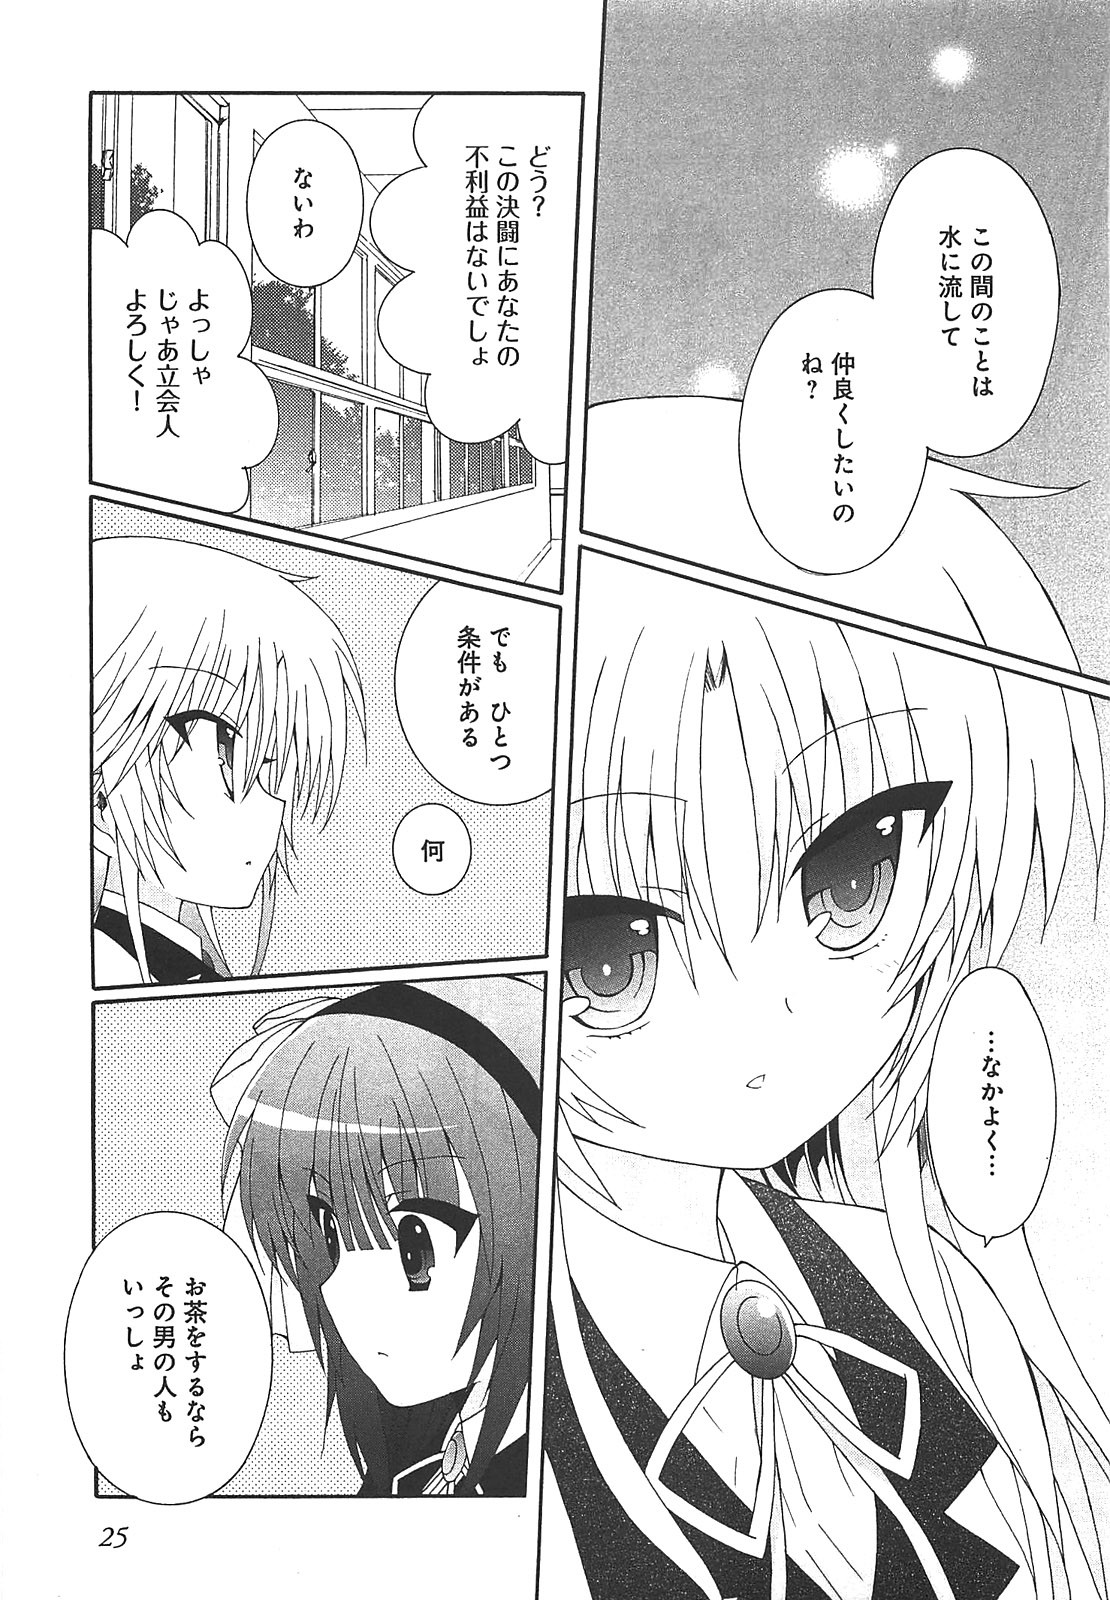 この間のことは
水に流して
仲良くしたいの
ね?
…なかよく…
どう?
この決闘にあなたの
不利益はないでしょ
ないわ
よっしゃ
じゃあ立会人
よろしく!
でも ひとつ
条件がある
何
お茶をするなら
その男の人も
いっしょ
25